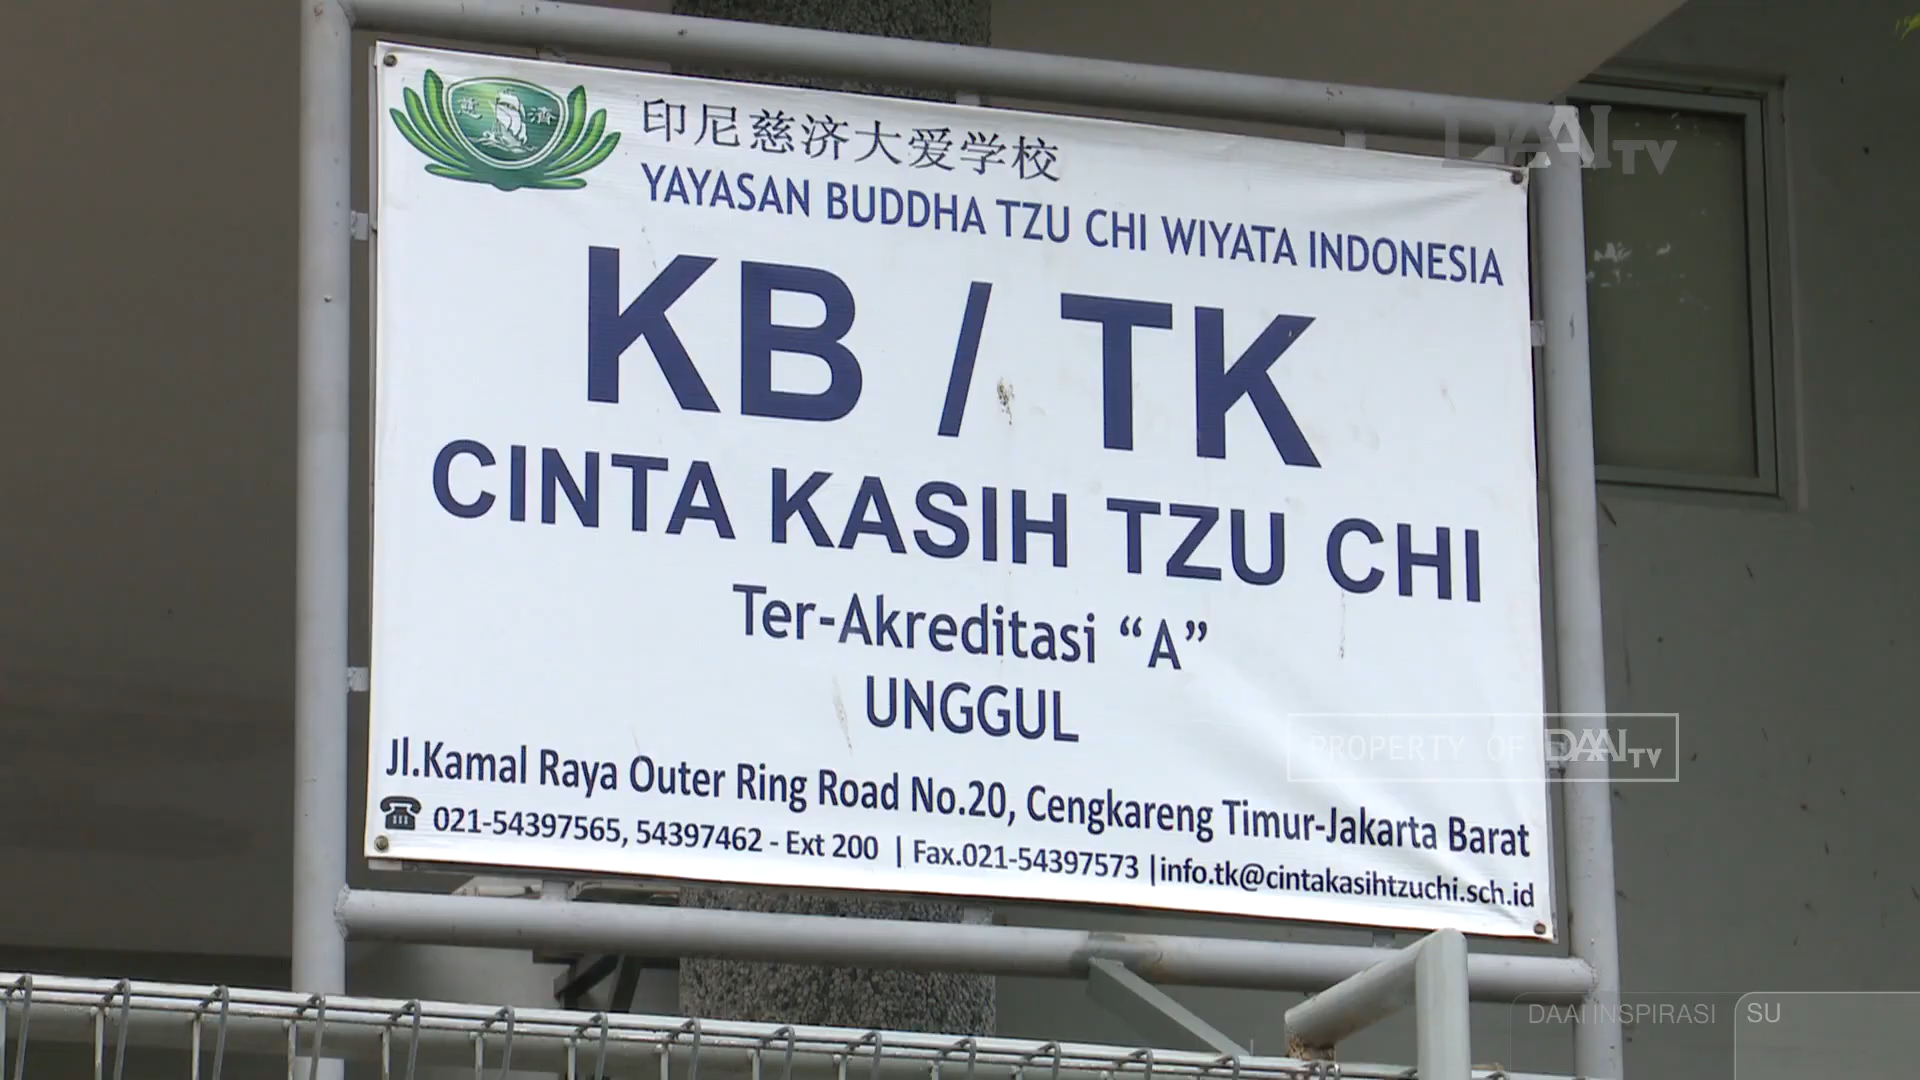 慈 濟
印尼慈济大爱学校
YAYASAN BUDDHA TZU CHI WIYATA INDONESIA
KB / TK
CINTA KASIH TZU CHI
Ter-Akreditasi “A”
UNGGUL
Jl.Kamal Raya Outer Ring Road No.20, Cengkareng Timur-Jakarta Barat
021-54397565, 54397462 - Ext 200 | Fax.021-54397573 |info.tk@cintakasihtzuchi.sch.id
DAAI TV
PROPERTY OF DAAI TV
DAAI INSPIRASI SU